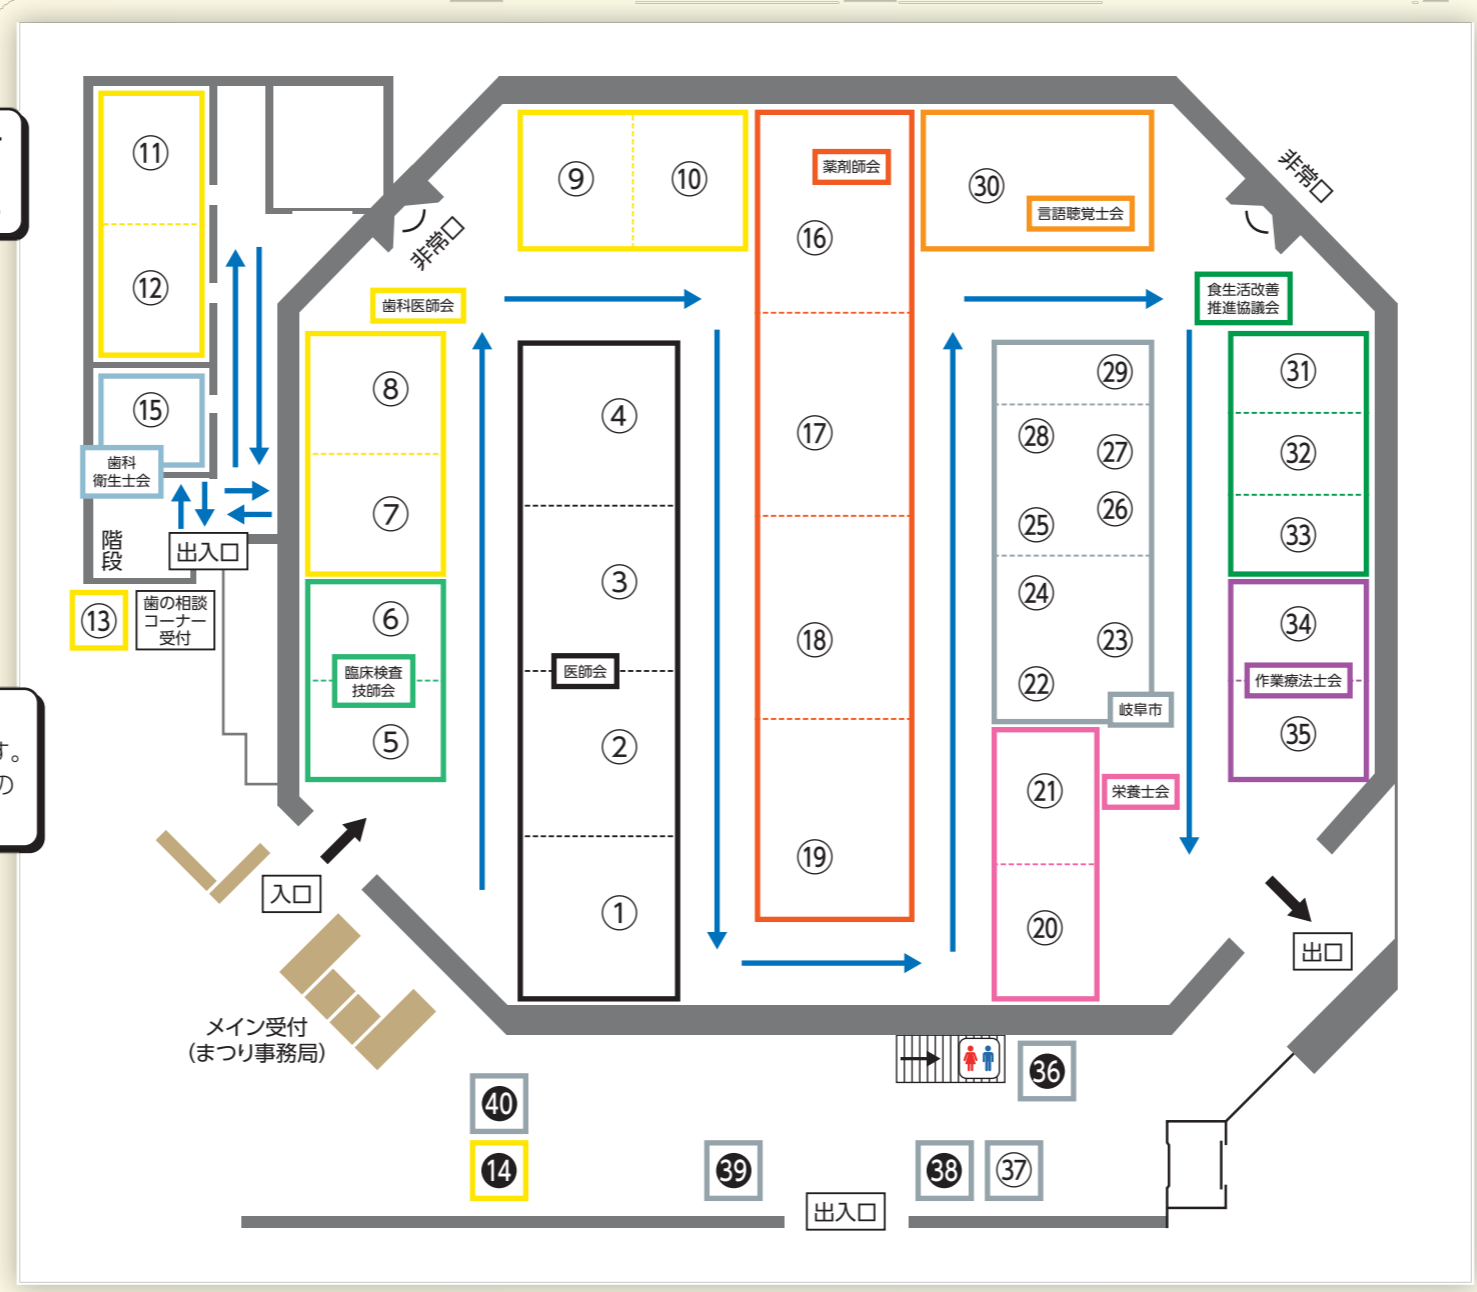 ⑪
⑫
⑮
歯科
衛生士会
階
段
出入口
⑬
歯の相談
コーナー
受付
非常口
歯科医師会
⑧
⑦
⑥
臨床検査
技師会
⑤
⑨
⑩
④
③
医師会
②
①
薬剤師会
⑯
⑰
⑱
⑲
㉚
言語聴覚士会
非常口
食生活改善
推進協議会
㉙
㉘
㉗
㉖
㉕
㉔
㉓
㉒
岐阜市
㉑
栄養士会
⑳
㉛
㉜
㉝
㉞
作業療法士会
㉟
す。
の
入口
出口
メイン受付
(まつり事務局)
㊱
㊵
⓮
㊴
㊳
㊲
出入口